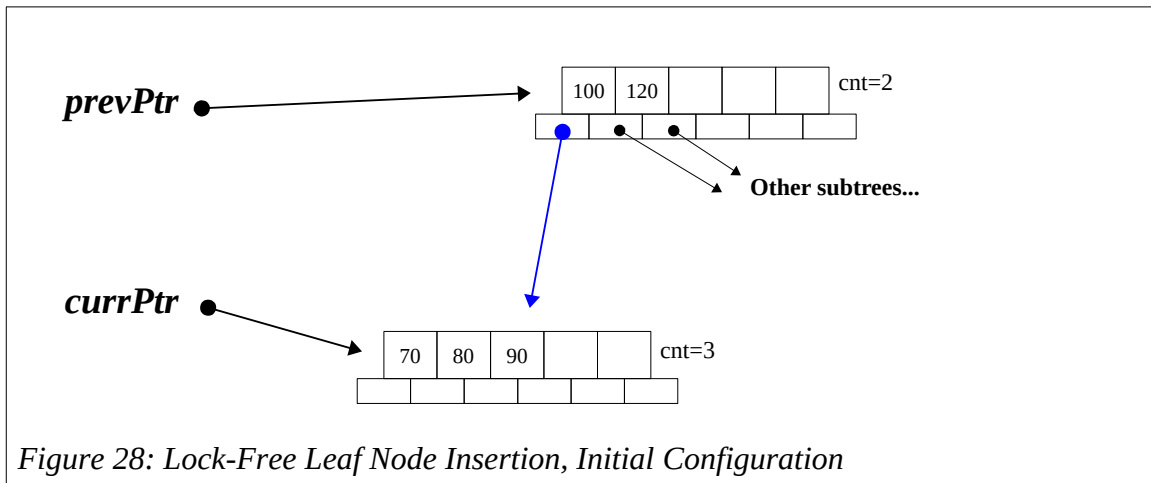 prevPtr
100 120
cnt=2
Other subtrees...
currPtr
70 80 90
cnt=3
Figure 28: Lock-Free Leaf Node Insertion, Initial Configuration